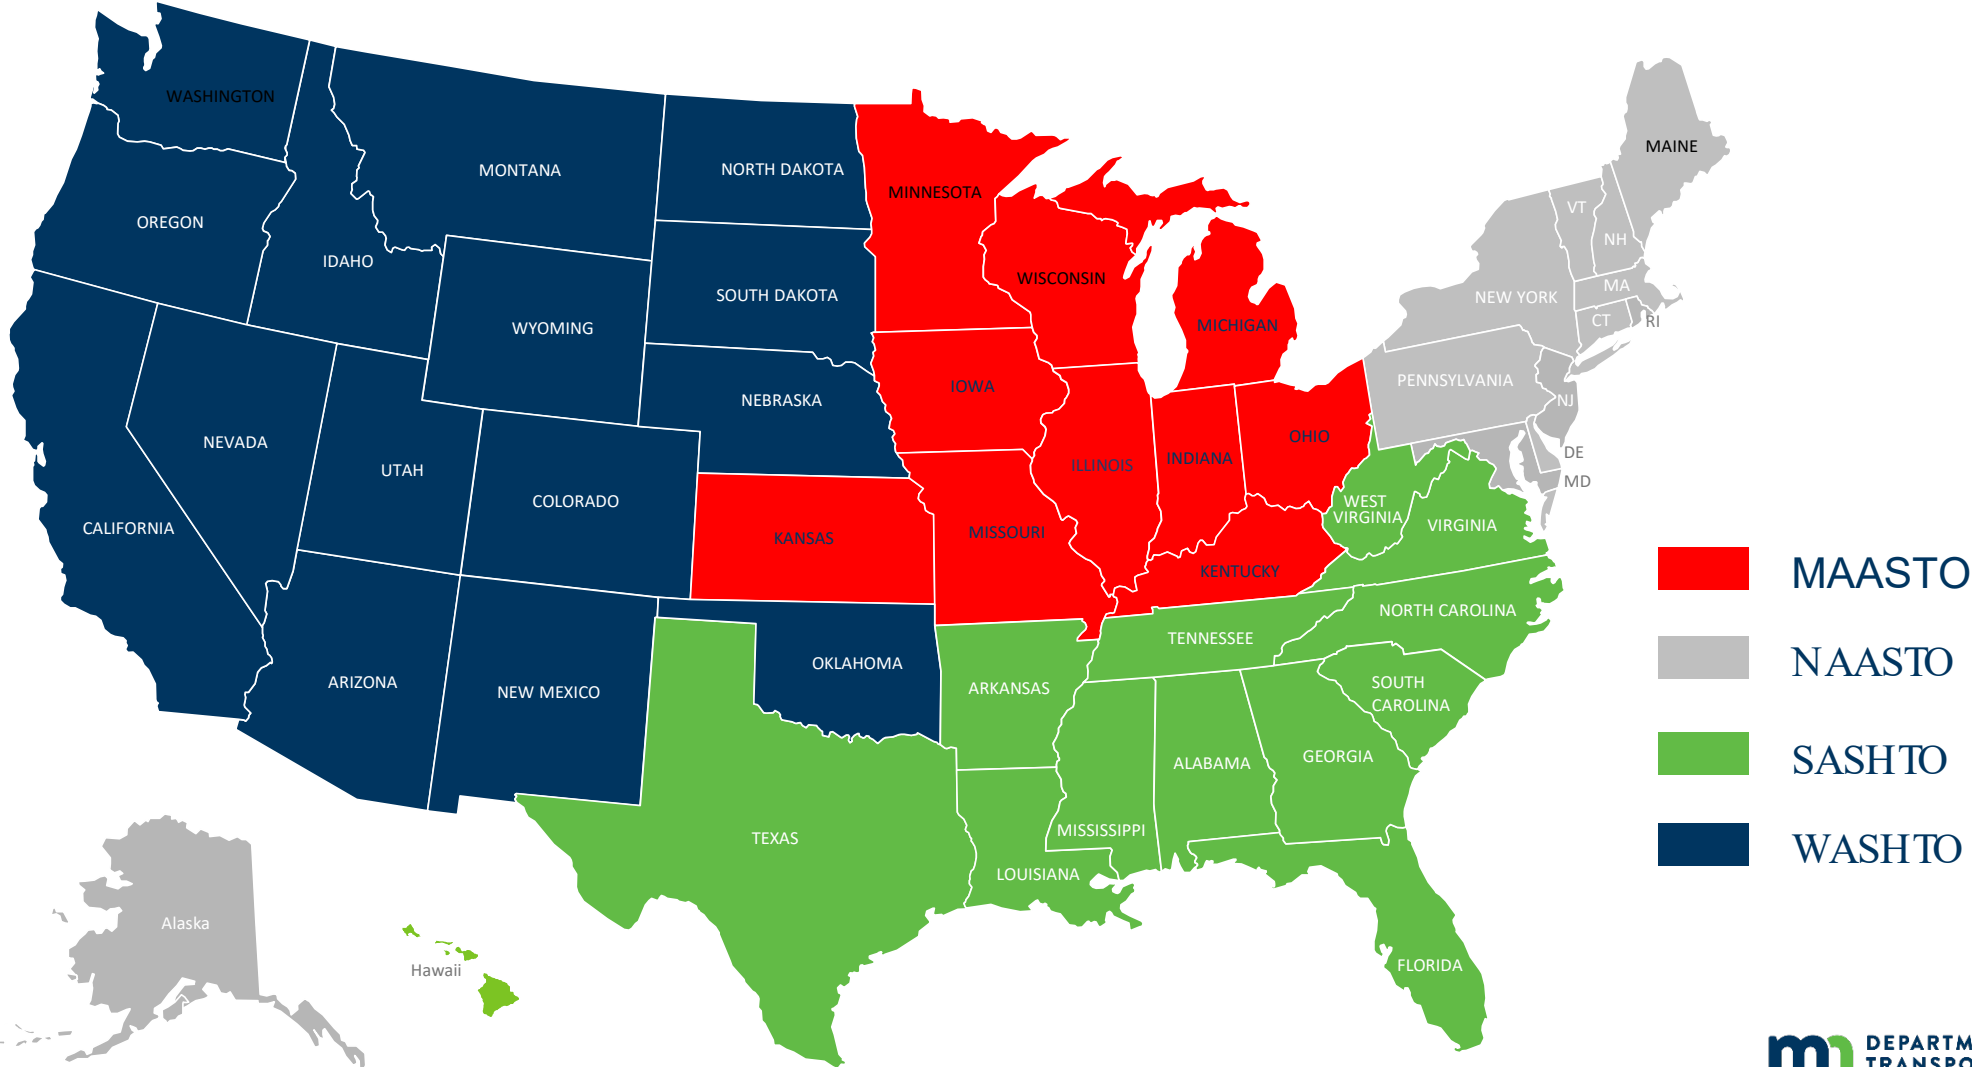 WASHINGTON
MONTANA
NORTH DAKOTA
MINNESOTA
MAINE
OREGON
IDAHO
VT
NH
WISCONSIN
SOUTH DAKOTA
WYOMING
MICHIGAN
NEW YORK
MA
CT
RI
IOWA
NEBRASKA
PENNSYLVANIA
NJ
NEVADA
UTAH
OHIO
INDIANA
ILLINOIS
DE
MD
COLORADO
CALIFORNIA
KANSAS
MISSOURI
WEST
VIRGINIA
VIRGINIA
KENTUCKY
MAASTO
NORTH CAROLINA
TENNESSEE
OKLAHOMA
ARIZONA
NEW MEXICO
ARKANSAS
SOUTH
CAROLINA
NAASTO
GEORGIA
ALABAMA
SASHTO
TEXAS
MISSISSIPPI
LOUISIANA
WASHTO
Alaska
Hawaii
FLORIDA
mn DEPARTM
TRANSPO